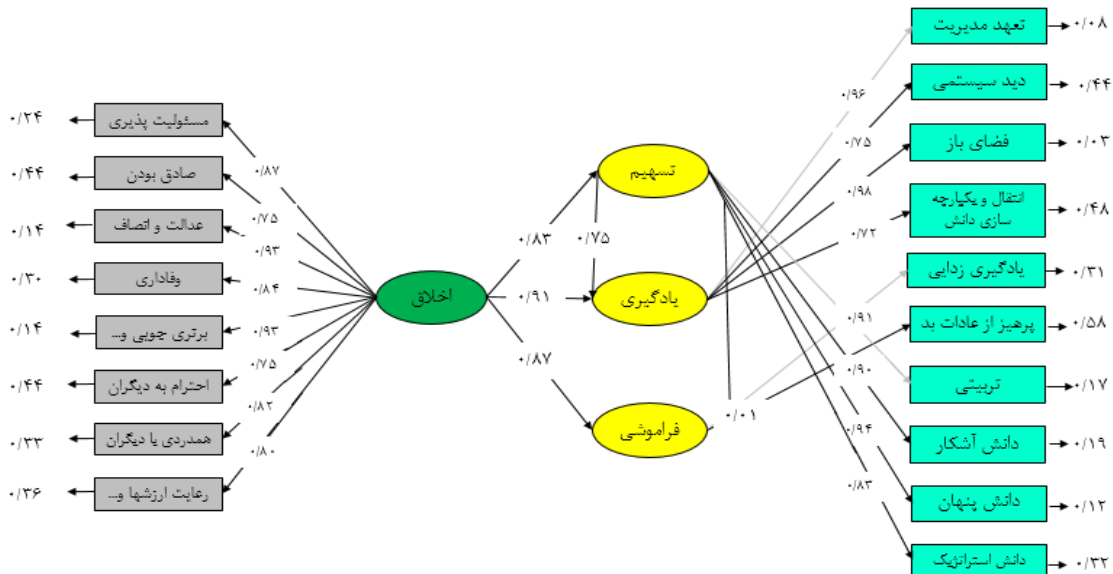 تعهد مدیریت
۰/۰۸
دید سیستمی
۰/۴۴
فضای باز
۰/۰۳
انتقال و یکپارچه
سازی دانش
۰/۴۸
یادگیری زدایی
۰/۳۱
پرهیز از عادات بد
۰/۵۸
تربیتی
۰/۱۷
دانش آشکار
۰/۱۹
دانش پنهان
۰/۱۲
دانش استراتژیک
۰/۳۲
۰/۹۶
۰/۷۵
۰/۹۸
۰/۷۲
۰/۹۱
۰/۹۰
۰/۹۴
۰/۸۳
۰/۰۱
تسهیم
یادگیری
فراموشی
۰/۷۵
۰/۸۳
۰/۹۱
۰/۸۷
اخلاق
۰/۸۷
۰/۷۵
۰/۹۳
۰/۸۴
۰/۹۳
۰/۷۵
۰/۸۲
۰/۸۰
مسئولیت پذیری
۰/۲۴
صادق بودن
۰/۴۴
عدالت و انصاف
۰/۱۴
وفاداری
۰/۳۰
برتری جویی و...
۰/۱۴
احترام به دیگران
۰/۴۴
همدردی با دیگران
۰/۳۳
رعایت ارزشها و...
۰/۳۶